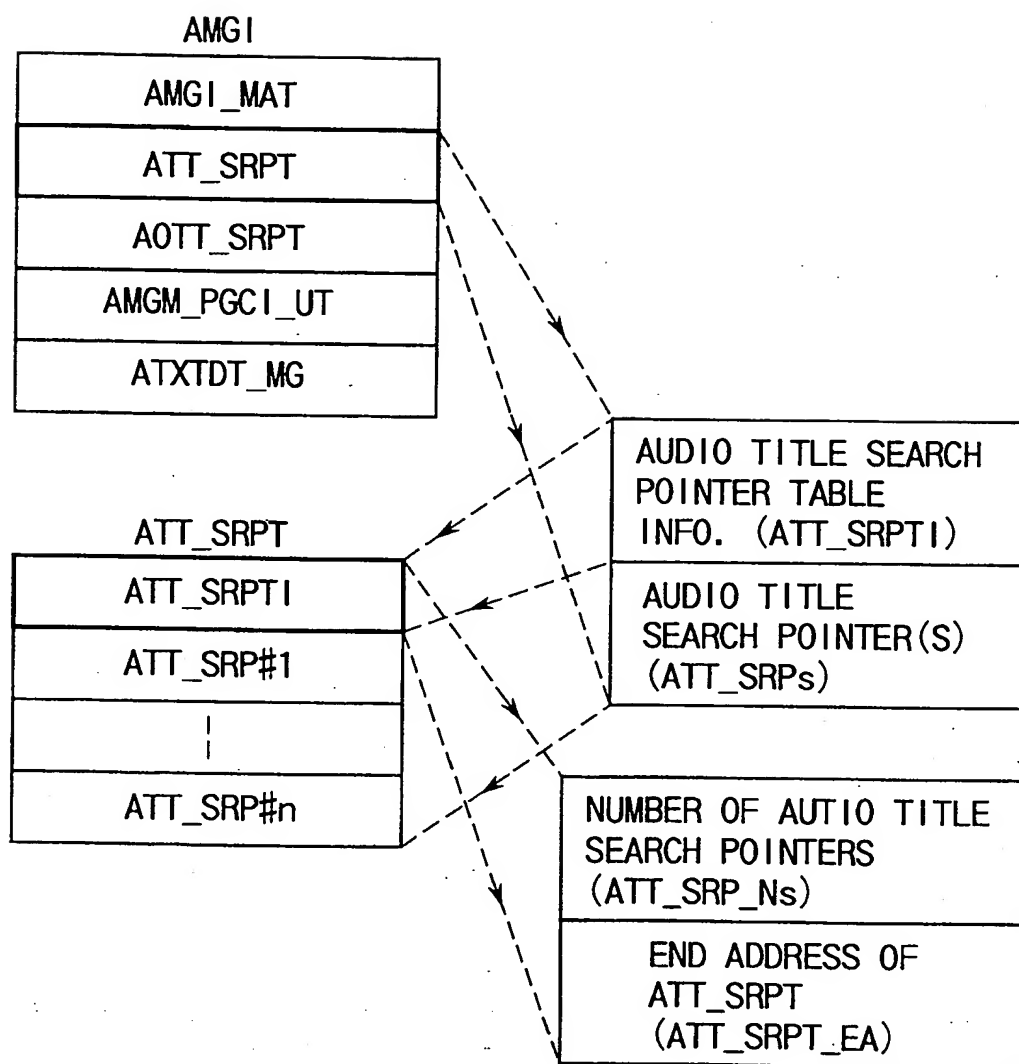 AMGI
AMGI_MAT
ATT_SRPT
AOTT_SRPT
AMGM_PGCI_UT
ATXTDT_MG
AUDIO TITLE SEARCH
POINTER TABLE
INFO. (ATT_SRPTI)
AUDIO TITLE
SEARCH POINTER(S)
(ATT_SRPs)
ATT_SRPT
ATT_SRPTI
ATT_SRP#1
ATT_SRP#n
NUMBER OF AUTIO TITLE
SEARCH POINTERS
(ATT_SRP_Ns)
END ADDRESS OF
ATT_SRPT
(ATT_SRPT_EA)